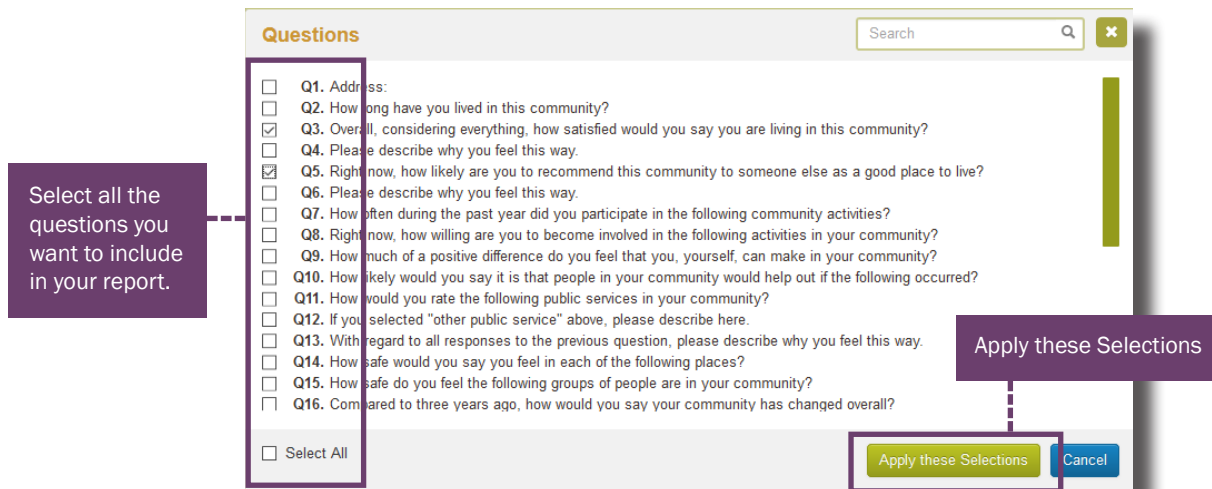 Questions
Search
Q1. Address:
Q2. How long have you lived in this community?
Q3. Overall, considering everything, how satisfied would you say you are living in this community?
Q4. Please describe why you feel this way.
Q5. Right now, how likely are you to recommend this community to someone else as a good place to live?
Q6. Please describe why you feel this way.
Q7. How often during the past year did you participate in the following community activities?
Q8. Right now, how willing are you to become involved in the following activities in your community?
Q9. How much of a positive difference do you feel that you, yourself, can make in your community?
Q10. How likely would you say it is that people in your community would help out if the following occurred?
Q11. How would you rate the following public services in your community?
Q12. If you selected "other public service" above, please describe here.
Q13. With regard to all responses to the previous question, please describe why you feel this way.
Q14. How safe would you say you feel in each of the following places?
Q15. How safe do you feel the following groups of people are in your community?
Q16. Compared to three years ago, how would you say your community has changed overall?
Select All
Apply these Selections
Cancel
Select all the
questions you
want to include
in your report.
Apply these Selections